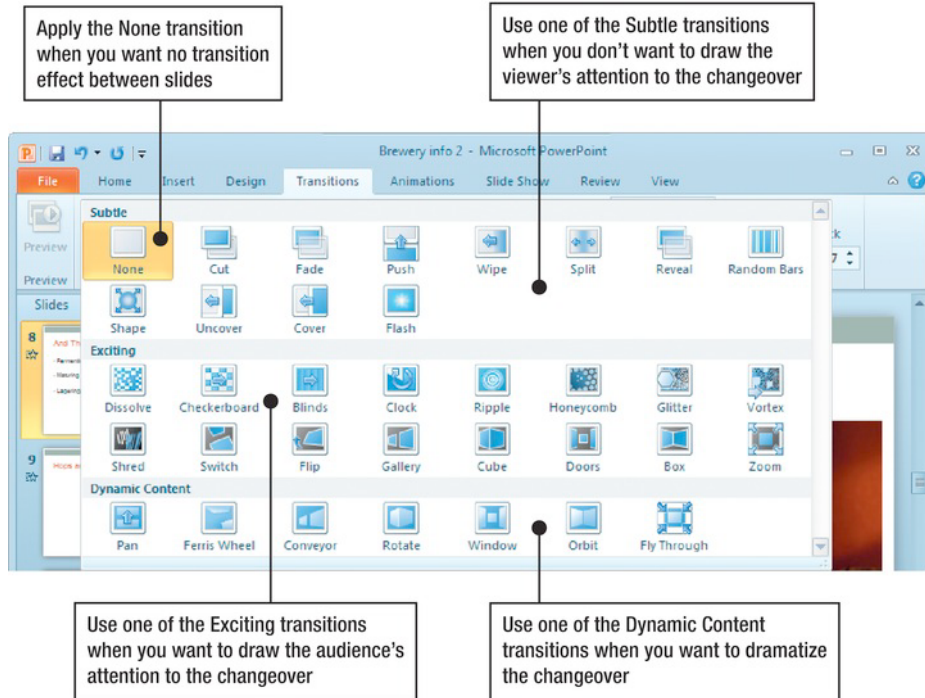 Apply the None transition
when you want no transition
effect between slides
Use one of the Subtle transitions
when you don't want to draw the
viewer's attention to the changeover
Brewery info 2 - Microsoft PowerPoint
File Home Insert Design Transitions Animations Slide Show Review View
Preview
Preview
Slides
Subtle
None Cut Fade Push Wipe Split Reveal Random Bars
Shape Uncover Cover Flash
Exciting
Dissolve Checkerboard Blinds Clock Ripple Honeycomb Glitter Vortex
Shred Switch Flip Gallery Cube Doors Box Zoom
Dynamic Content
Pan Ferris Wheel Conveyor Rotate Window Orbit Fly Through
8
And Th
9
Use one of the Exciting transitions
when you want to draw the audience's
attention to the changeover
Use one of the Dynamic Content
transitions when you want to dramatize
the changeover